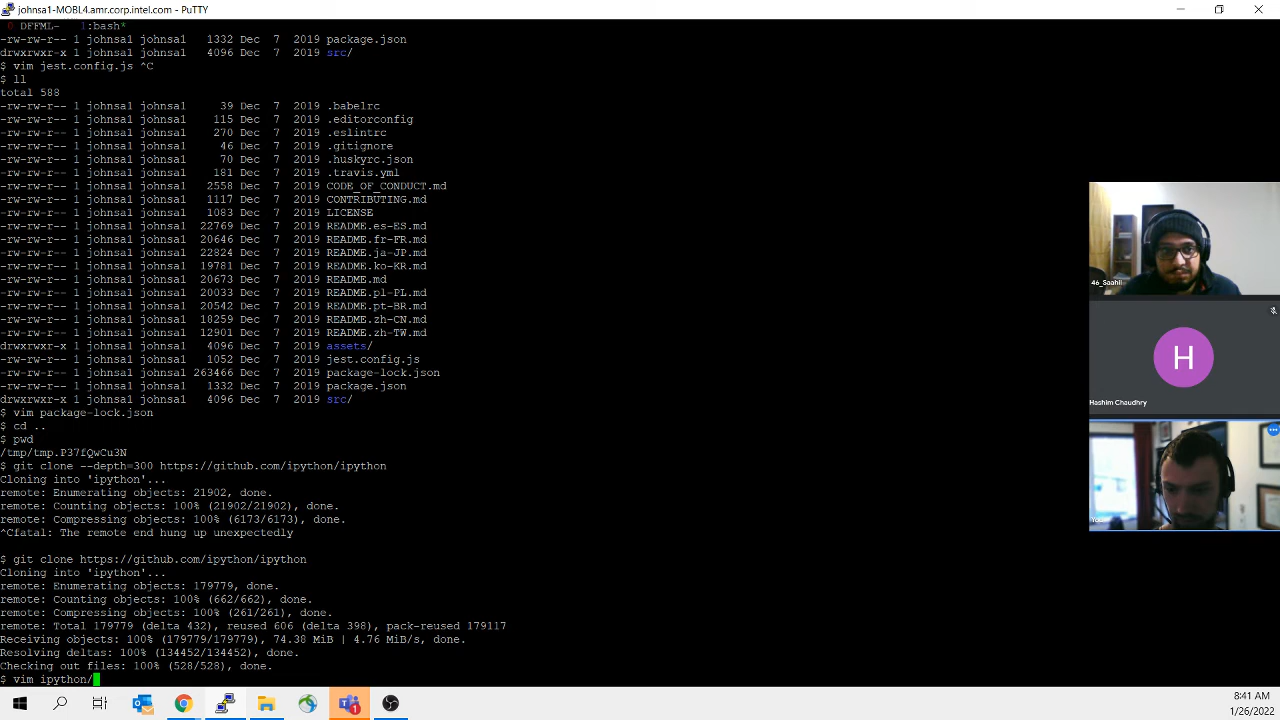 johnsa1-MOBL4.amr.corp.intel.com - PuTTY
0 DFFML- 1:bash*
-rw-rw-r-- 1 johnsa1 johnsa1 1332 Dec 7 2019 package.json
drwxrwxr-x 5 johnsa1 johnsa1 4096 Dec 7 2019 src/
$ vim jest.config.js ^C
$ ll
total 588
-rw-rw-r-- 1 johnsa1 johnsa1 39 Dec 7 2019 .babelrc
-rw-rw-r-- 1 johnsa1 johnsa1 115 Dec 7 2019 .editorconfig
-rw-rw-r-- 1 johnsa1 johnsa1 270 Dec 7 2019 .eslintrc
-rw-rw-r-- 1 johnsa1 johnsa1 46 Dec 7 2019 .gitignore
-rw-rw-r-- 1 johnsa1 johnsa1 70 Dec 7 2019 .huskyrc.json
-rw-rw-r-- 1 johnsa1 johnsa1 181 Dec 7 2019 .travis.yml
-rw-rw-r-- 1 johnsa1 johnsa1 2558 Dec 7 2019 CODE_OF_CONDUCT.md
-rw-rw-r-- 1 johnsa1 johnsa1 1117 Dec 7 2019 CONTRIBUTING.md
-rw-rw-r-- 1 johnsa1 johnsa1 1083 Dec 7 2019 LICENSE
-rw-rw-r-- 1 johnsa1 johnsa1 22769 Dec 7 2019 README.es-ES.md
-rw-rw-r-- 1 johnsa1 johnsa1 20646 Dec 7 2019 README.fr-FR.md
-rw-rw-r-- 1 johnsa1 johnsa1 22824 Dec 7 2019 README.ja-JP.md
-rw-rw-r-- 1 johnsa1 johnsa1 19781 Dec 7 2019 README.ko-KR.md
-rw-rw-r-- 1 johnsa1 johnsa1 20673 Dec 7 2019 README.md
-rw-rw-r-- 1 johnsa1 johnsa1 20033 Dec 7 2019 README.pl-PL.md
-rw-rw-r-- 1 johnsa1 johnsa1 20542 Dec 7 2019 README.pt-BR.md
-rw-rw-r-- 1 johnsa1 johnsa1 18259 Dec 7 2019 README.zh-CN.md
-rw-rw-r-- 1 johnsa1 johnsa1 12901 Dec 7 2019 README.zh-TW.md
drwxrwxr-x 5 johnsa1 johnsa1 4096 Dec 7 2019 assets/
-rw-rw-r-- 1 johnsa1 johnsa1 1052 Dec 7 2019 jest.config.js
-rw-rw-r-- 1 johnsa1 johnsa1 263466 Dec 7 2019 package-lock.json
-rw-rw-r-- 1 johnsa1 johnsa1 1332 Dec 7 2019 package.json
drwxrwxr-x 5 johnsa1 johnsa1 4096 Dec 7 2019 src/
$ vim package-lock.json
$ cd ..
$ pwd
/tmp/tmp.P37fQwCu3N
$ git clone --depth=300 https://github.com/ipython/ipython
Cloning into 'ipython'...
remote: Enumerating objects: 21902, done.
remote: Counting objects: 100% (21902/21902), done.
remote: Compressing objects: 100% (6173/6173), done.
^Cfatal: The remote end hung up unexpectedly
$ git clone https://github.com/ipython/ipython
Cloning into 'ipython'...
remote: Enumerating objects: 179779, done.
remote: Counting objects: 100% (662/662), done.
remote: Compressing objects: 100% (261/261), done.
remote: Total 179779 (delta 432), reused 606 (delta 398), pack-reused 179117
Receiving objects: 100% (179779/179779), 74.38 MiB | 4.76 MiB/s, done.
Resolving deltas: 100% (134452/134452), done.
Checking out files: 100% (528/528), done.
$ vim ipython/
46_Saahil
H
Hashim Chaudhry
8:41 AM
1/26/2022